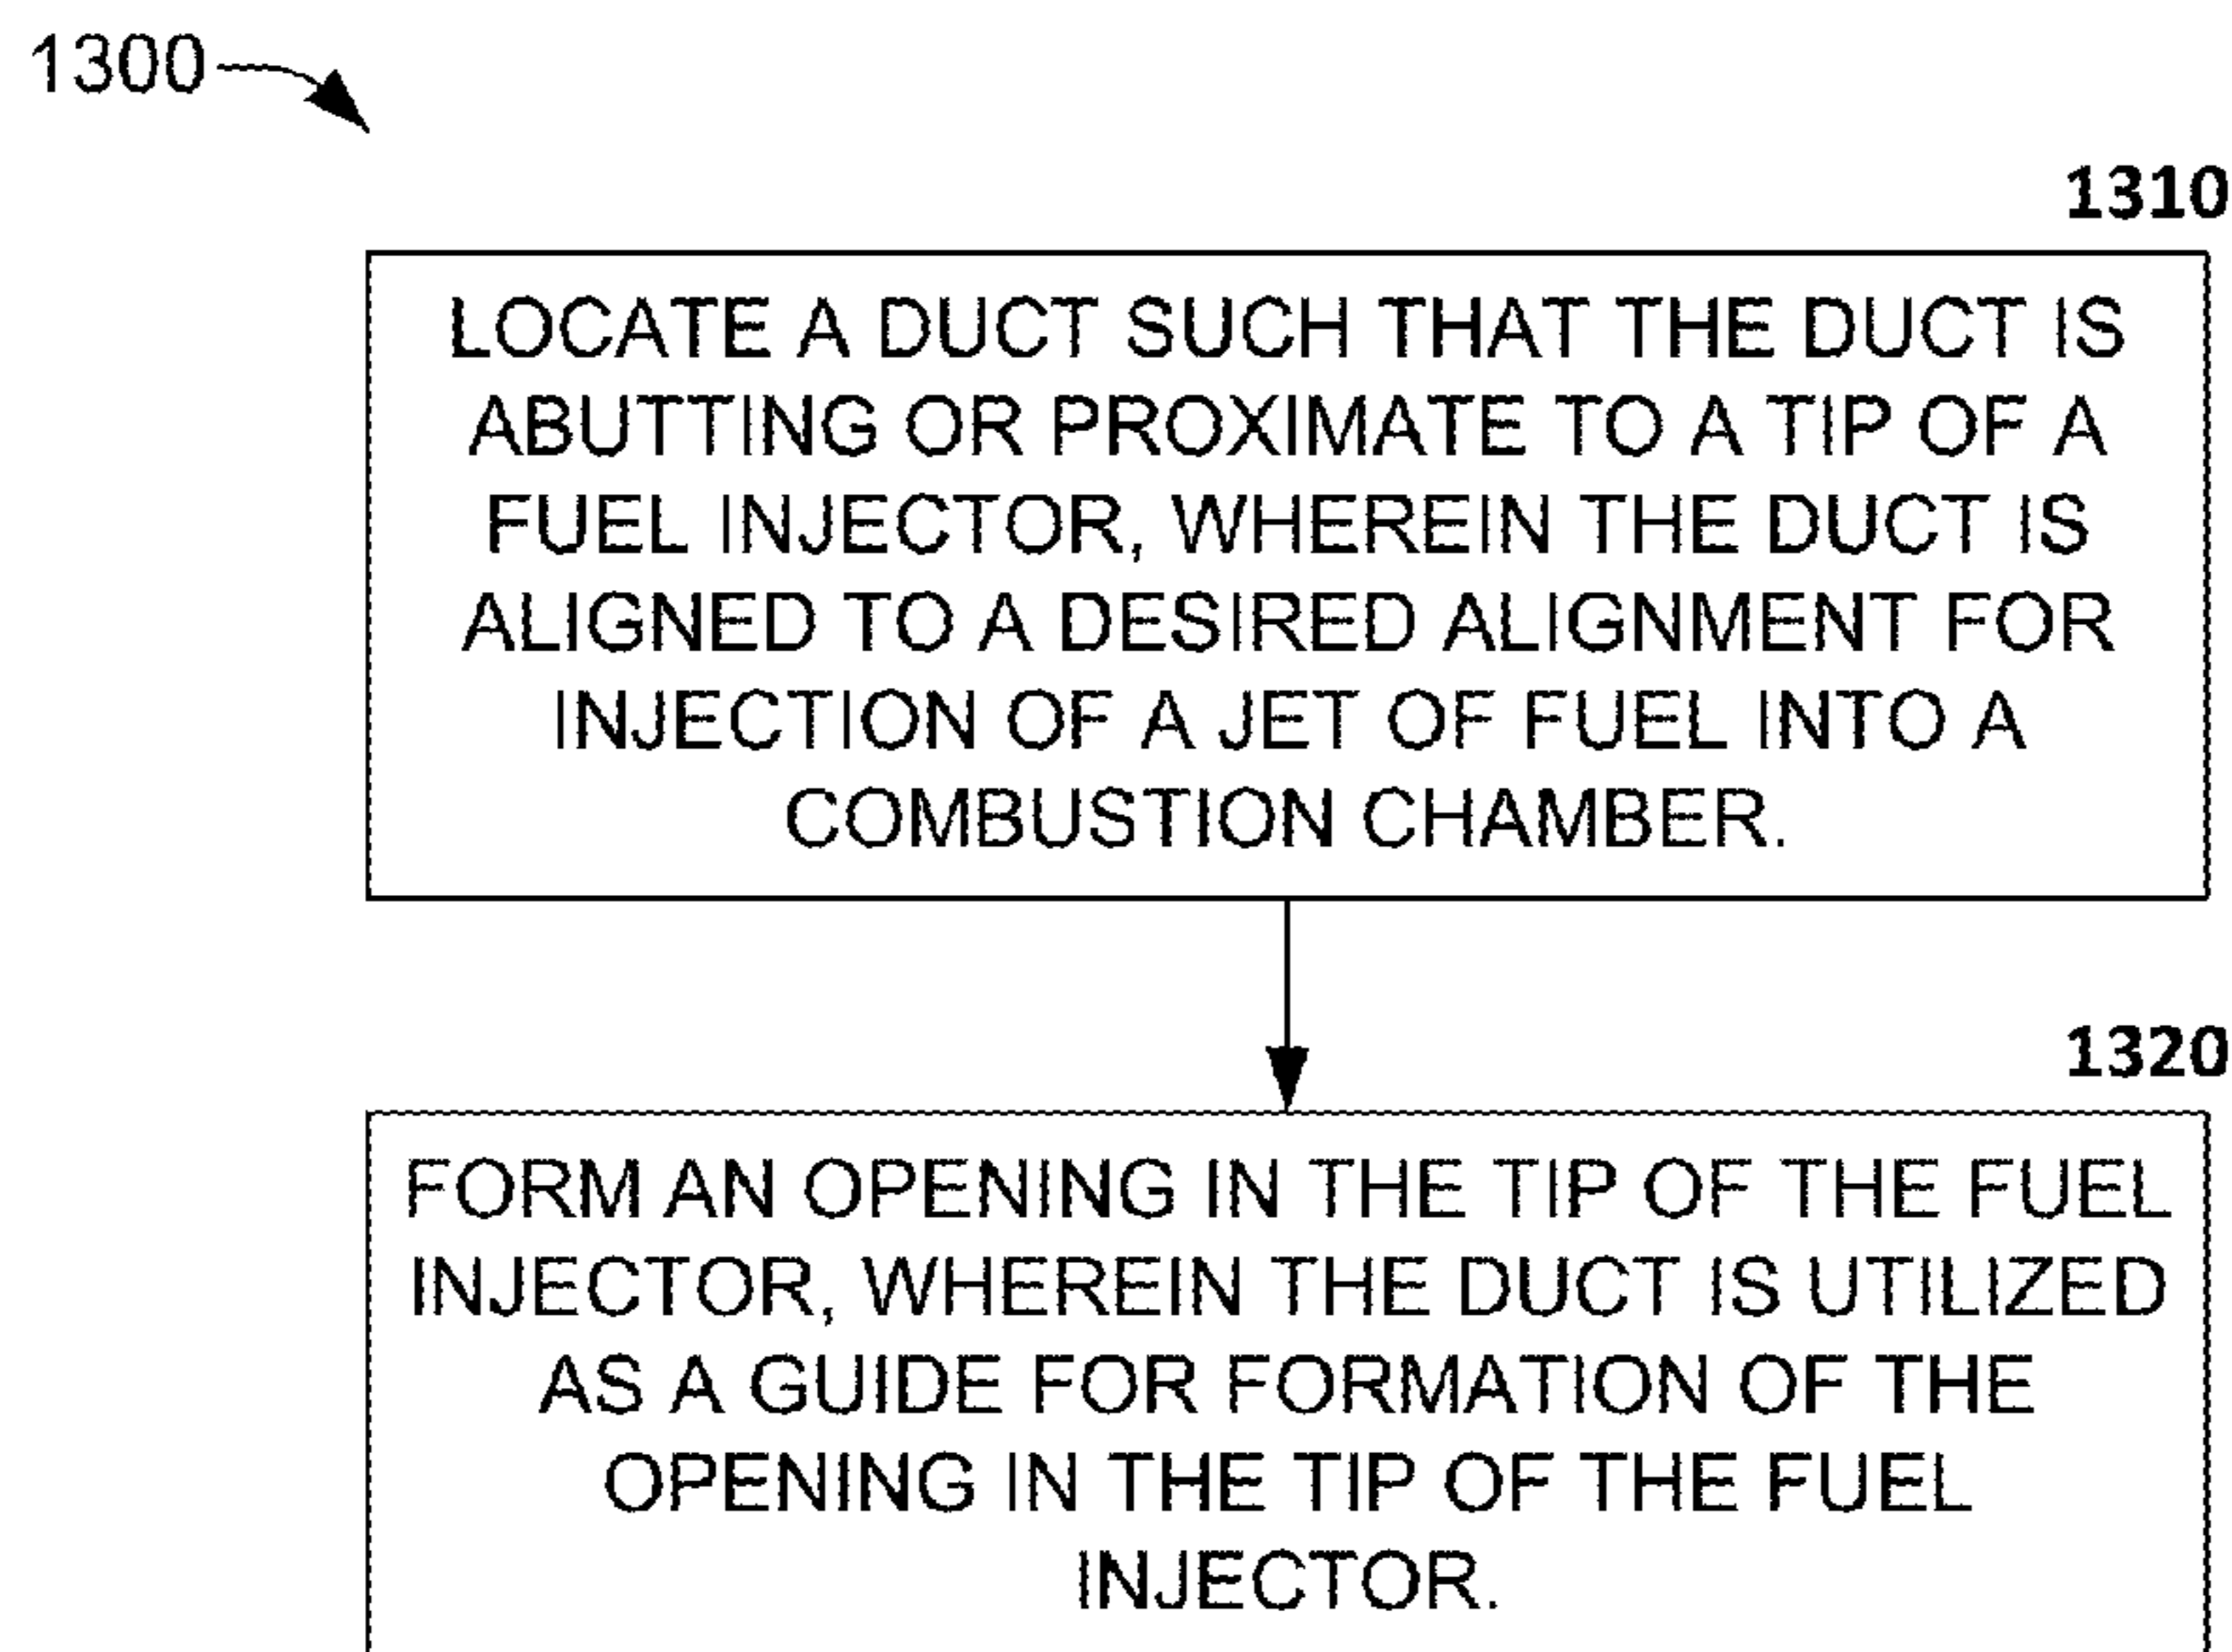 1300
1310
LOCATE A DUCT SUCH THAT THE DUCT IS
ABUTTING OR PROXIMATE TO A TIP OF A
FUEL INJECTOR, WHEREIN THE DUCT IS
ALIGNED TO A DESIRED ALIGNMENT FOR
INJECTION OF A JET OF FUEL INTO A
COMBUSTION CHAMBER.
1320
FORM AN OPENING IN THE TIP OF THE FUEL
INJECTOR, WHEREIN THE DUCT IS UTILIZED
AS A GUIDE FOR FORMATION OF THE
OPENING IN THE TIP OF THE FUEL
INJECTOR.